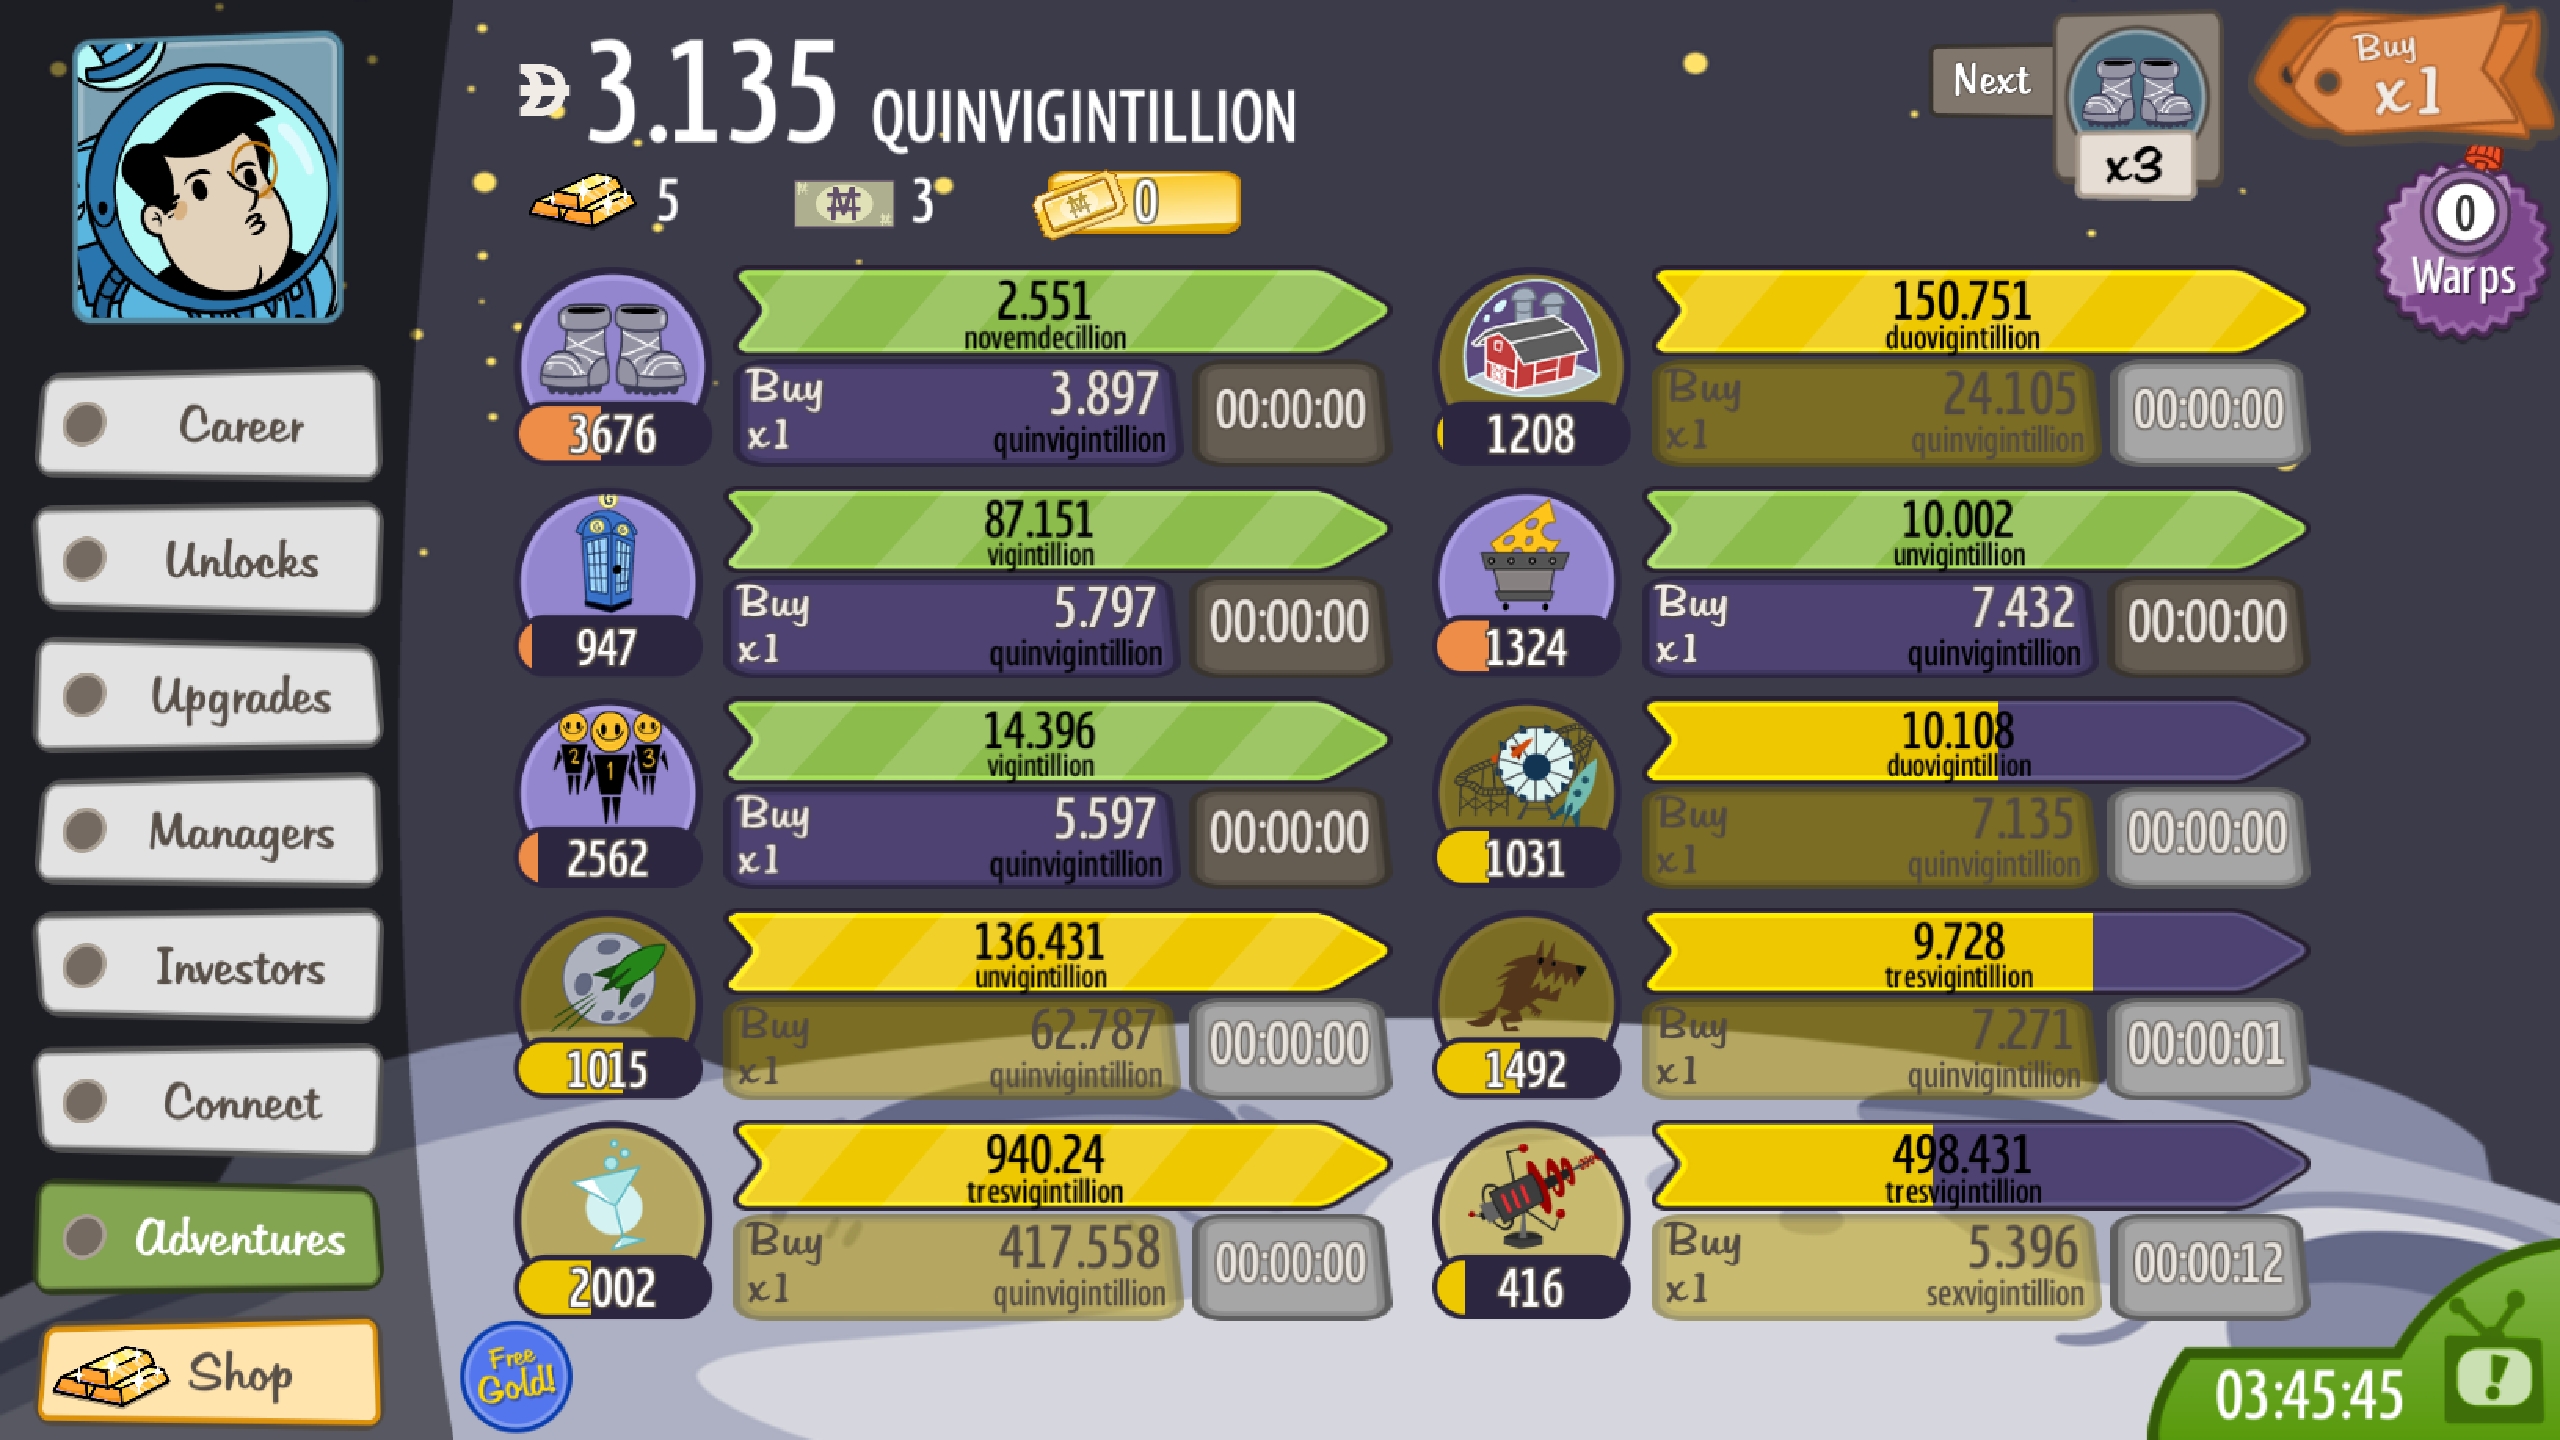 3.135 QUINVIGINTILLION
Next
x3
Buy
x1
5
3
0
0
Warps
Career
Unlocks
Upgrades
Managers
Investors
Connect
Adventures
Shop
3676
2.551
novemdecillion
Buy
x1
3.897
quinvigintillion
00:00:00
1208
150.751
duovigintillion
Buy
x1
24.105
quinvigintillion
00:00:00
G
G G
947
87.151
vigintillion
Buy
x1
5.797
quinvigintillion
00:00:00
1324
10.002
unvigintillion
Buy
x1
7.432
quinvigintillion
00:00:00
2 1 3
2562
14.396
vigintillion
Buy
x1
5.597
quinvigintillion
00:00:00
1031
10.108
duovigintillion
Buy
x1
7.135
quinvigintillion
00:00:00
1015
136.431
unvigintillion
Buy
x1
62.787
quinvigintillion
00:00:00
1492
9.728
tresvigintillion
Buy
x1
7.271
quinvigintillion
00:00:01
2002
940.24
tresvigintillion
Buy
x1
417.558
quinvigintillion
00:00:00
416
498.431
tresvigintillion
Buy
x1
5.396
sexvigintillion
00:00:12
Free
Gold!
03:45:45
!